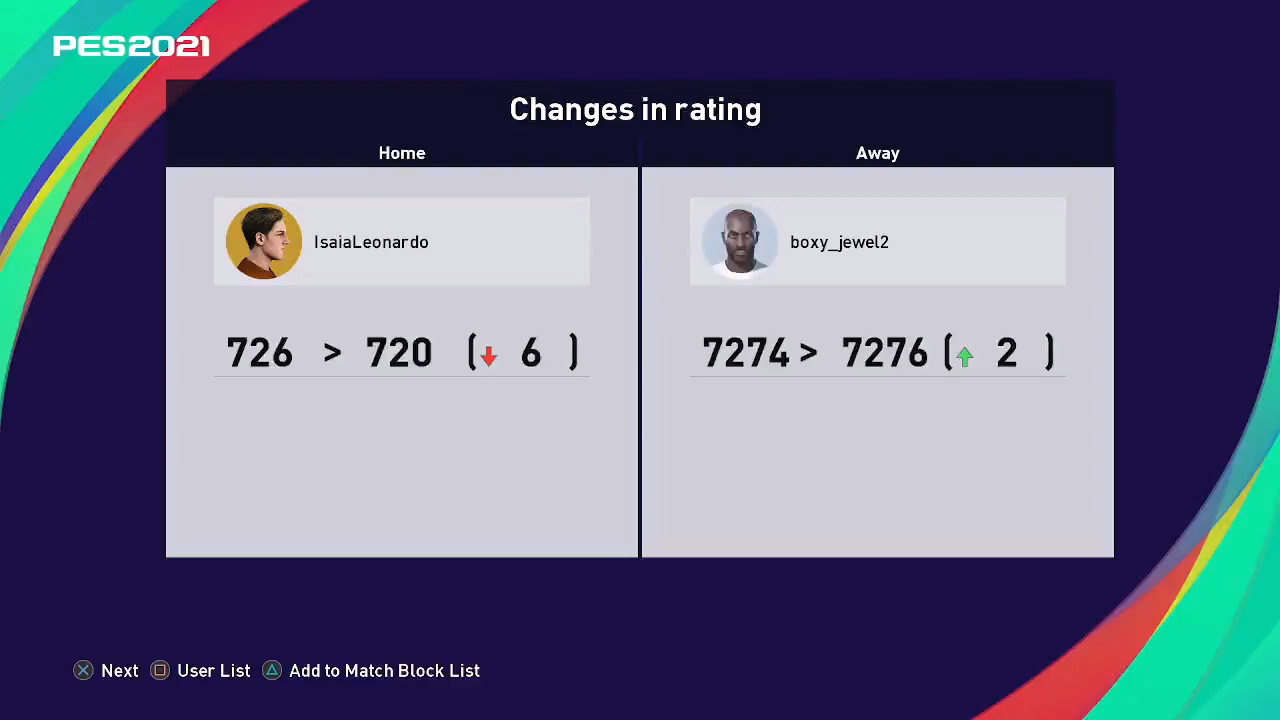 PES2021
Changes in rating
Home
Away
IsaiaLeonardo
boxy_jewel2
726 > 720 (↓ 6 )
7274 > 7276 (↑ 2 )
Next User List Add to Match Block List